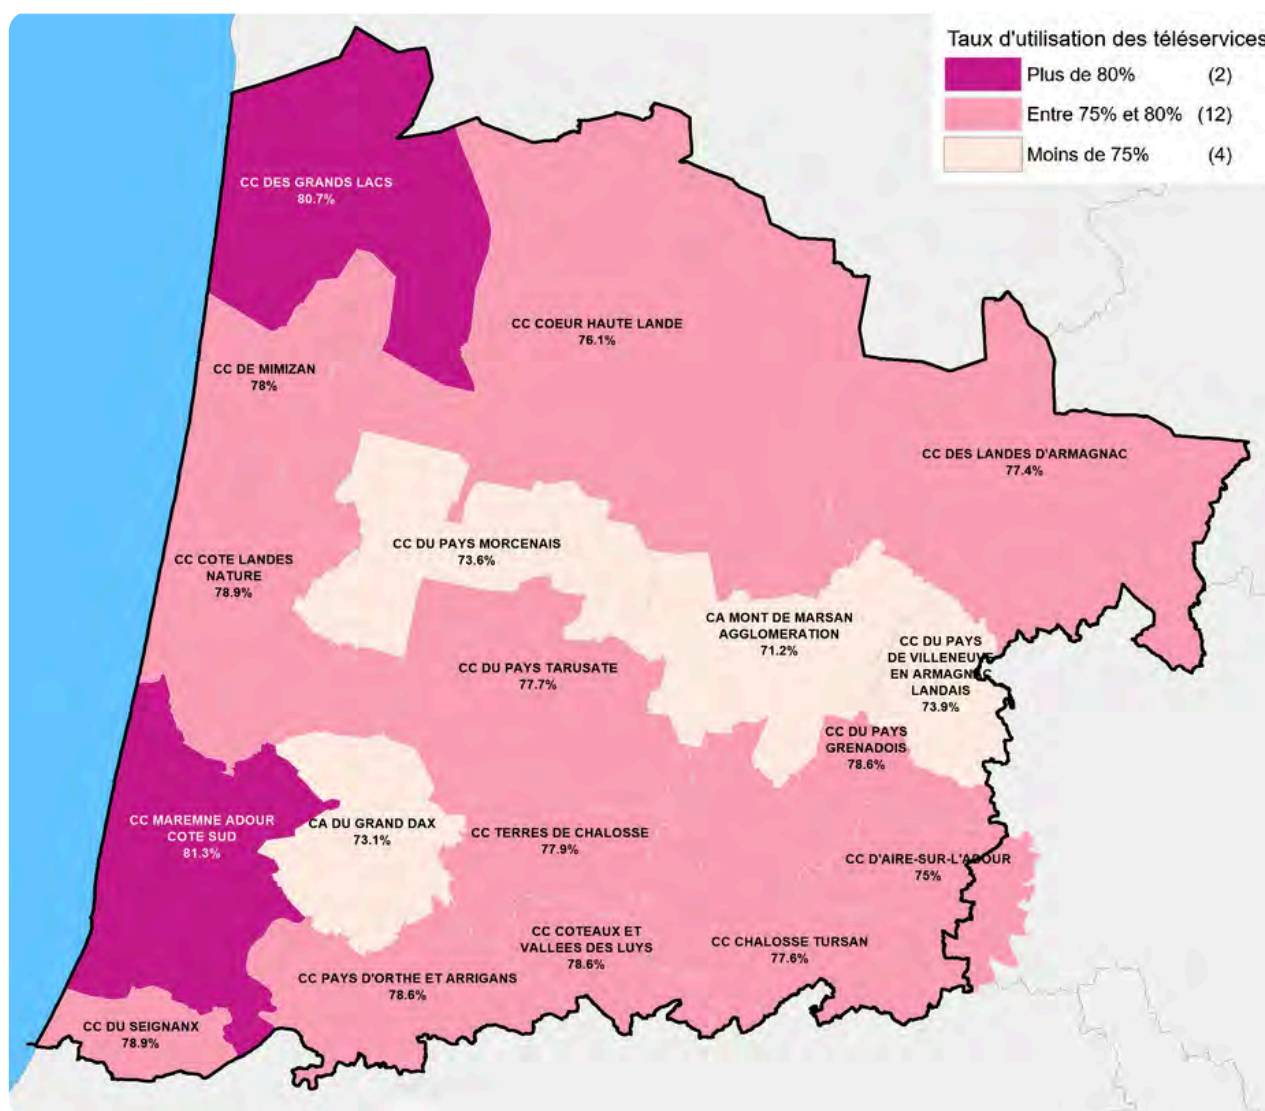 Taux d'utilisation des téléservices
Plus de 80% (2)
Entre 75% et 80% (12)
Moins de 75% (4)
CC DES GRANDS LACS
80.7%
CC COEUR HAUTE LANDE
76.1%
CC DE MIMIZAN
78%
CC DES LANDES D'ARMAGNAC
77.4%
CC DU PAYS MORCENAIS
73.6%
CC COTE LANDES
NATURE
78.9%
CA MONT DE MARSAN
AGGLOMERATION
71.2%
CC DU PAYS
DE VILLENEUVE
EN ARMAGNAC
LANDAIS
73.9%
CC DU PAYS TARUSATE
77.7%
CC DU PAYS
GRENADOIS
78.6%
CC MAREMNE ADOUR
COTE SUD
81.3%
CA DU GRAND DAX
73.1%
CC TERRES DE CHALOSSE
77.9%
CC D'AIRE-SUR-L'ADOUR
75%
CC COTEAUX ET
VALLEES DES LUYS
78.6%
CC CHALOSSE TURSAN
77.6%
CC PAYS D'ORTHE ET ARRIGANS
78.6%
CC DU SEIGNANX
78.9%